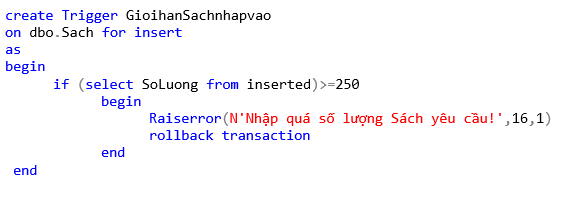 create Trigger GioihanSachnhapvao
on dbo.Sach for insert
as
begin
if (select SoLuong from inserted)>=250
begin
Raiserror(N'Nhập quá số lượng Sách yêu cầu!',16,1)
rollback transaction
end
end